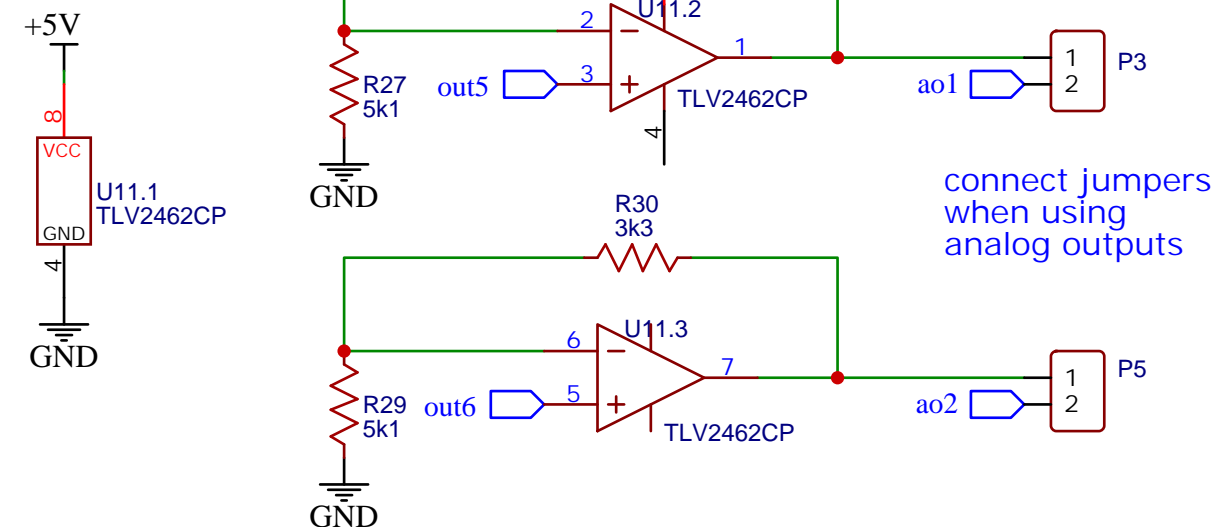 +5V
8
VCC
U11.1
TLV2462CP
GND
4
GND
U11.2
2
1
3
out5
TLV2462CP
4
R27
5k1
GND
1
2
P3
ao1
connect jumpers
when using
analog outputs
R30
3k3
U11.3
6
7
5
out6
TLV2462CP
R29
5k1
GND
1
2
P5
ao2